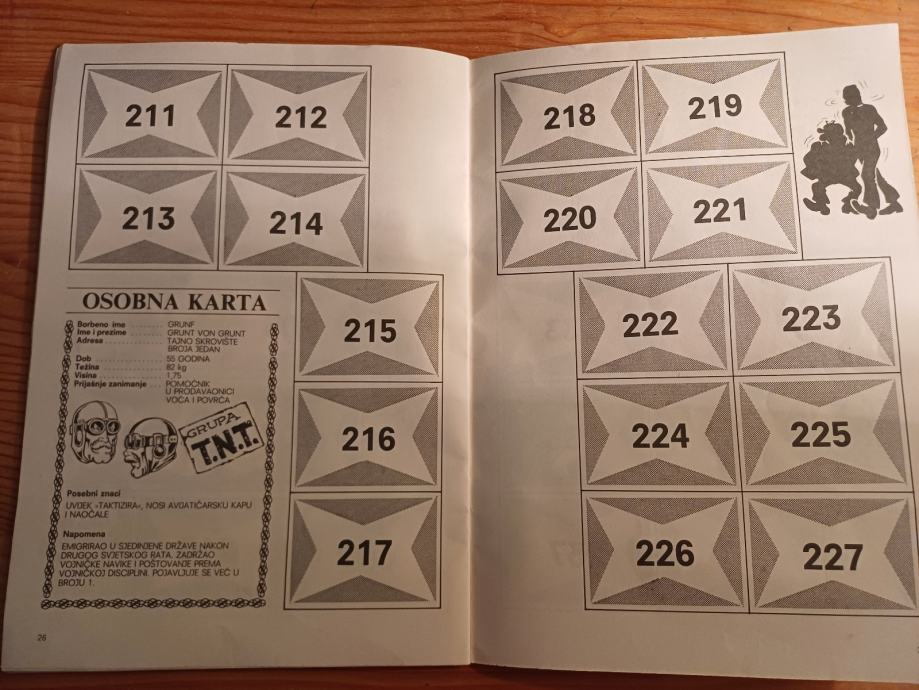 211
212
213
214
OSOBNA KARTA
Borbeno ime ........ GRUNF
Ime i prezime ....... GRUNT VON GRUNT
Adresa ............. TAJNO SKROVIŠTE
BROJA JEDAN
Dob ............... 55 GODINA
Težina ............. 82 kg
Visina .............. 1,75
Prijašnje zanimanje ... POMOĆNIK
U PRODAVAONICI
VOĆA I POVRĆA
GRUPA
T.N.T.
Posebni znaci
UVIJEK »TAKTIZIRA«, NOSI AVIJATIČARSKU KAPU
I NAOČALE
Napomena
EMIGRIRAO U SJEDINJENE DRŽAVE NAKON
DRUGOG SVJETSKOG RATA. ZADRŽAO
VOJNIČKE NAVIKE I POŠTOVANJE PREMA
VOJNIČKOJ DISCIPLINI. POJAVLJUJE SE VEĆ U
BROJU 1.
215
216
217
26
218
219
220
221
222
223
224
225
226
227